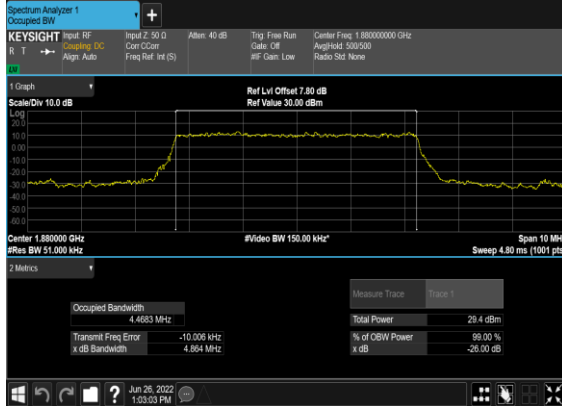 Spectrum Analyzer 1
Occupied BW
+
KEYSIGHT
R T
Input: RF
Coupling: DC
Align: Auto
Input Z: 50 Ω
Corr CCorr
Freq Ref: Int (S)
Atten: 40 dB
Trig: Free Run
Gate: Off
#IF Gain: Low
Center Freq: 1.880000000 GHz
Avg|Hold: 500/500
Radio Std: None
1 Graph
Scale/Div 10.0 dB
Ref Lvl Offset 7.80 dB
Ref Value 30.00 dBm
Log
20.0
10.0
0.00
-10.0
-20.0
-30.0
-40.0
-50.0
-60.0
Center 1.880000 GHz
#Res BW 51.000 kHz
#Video BW 150.00 kHz*
Span 10 MH
Sweep 4.80 ms (1001 pts
2 Metrics
Measure Trace
Trace 1
Occupied Bandwidth
4.4683 MHz
Transmit Freq Error -10.006 kHz
x dB Bandwidth 4.864 MHz
Total Power 29.4 dBm
% of OBW Power 99.00 %
x dB -26.00 dB
?
Jun 26, 2022
1:03:03 PM